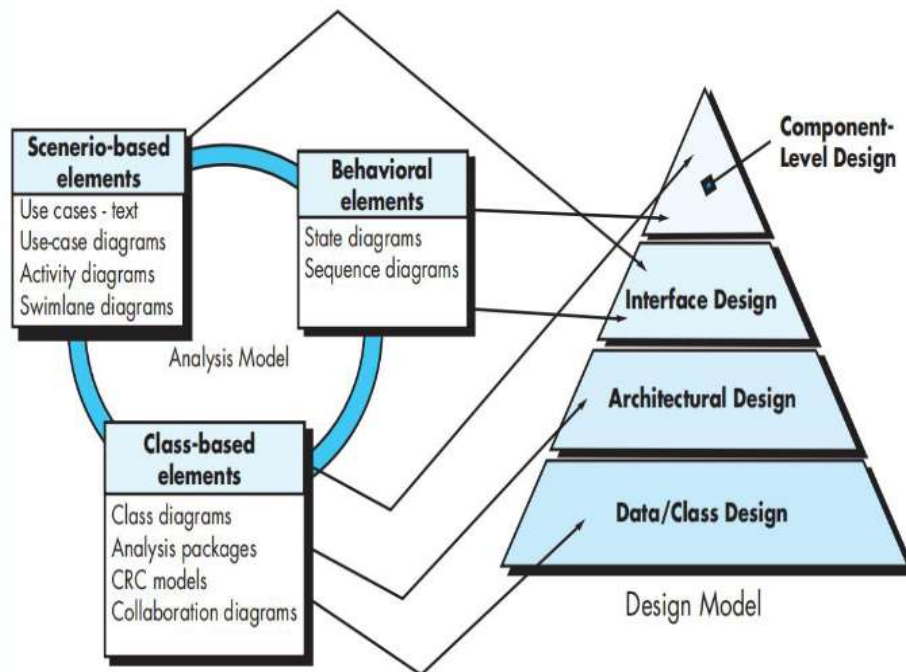 Scenerio-based
elements
Use cases - text
Use-case diagrams
Activity diagrams
Swimlane diagrams
Behavioral
elements
State diagrams
Sequence diagrams
Analysis Model
Class-based
elements
Class diagrams
Analysis packages
CRC models
Collaboration diagrams
Component-
Level Design
Interface Design
Architectural Design
Data/Class Design
Design Model